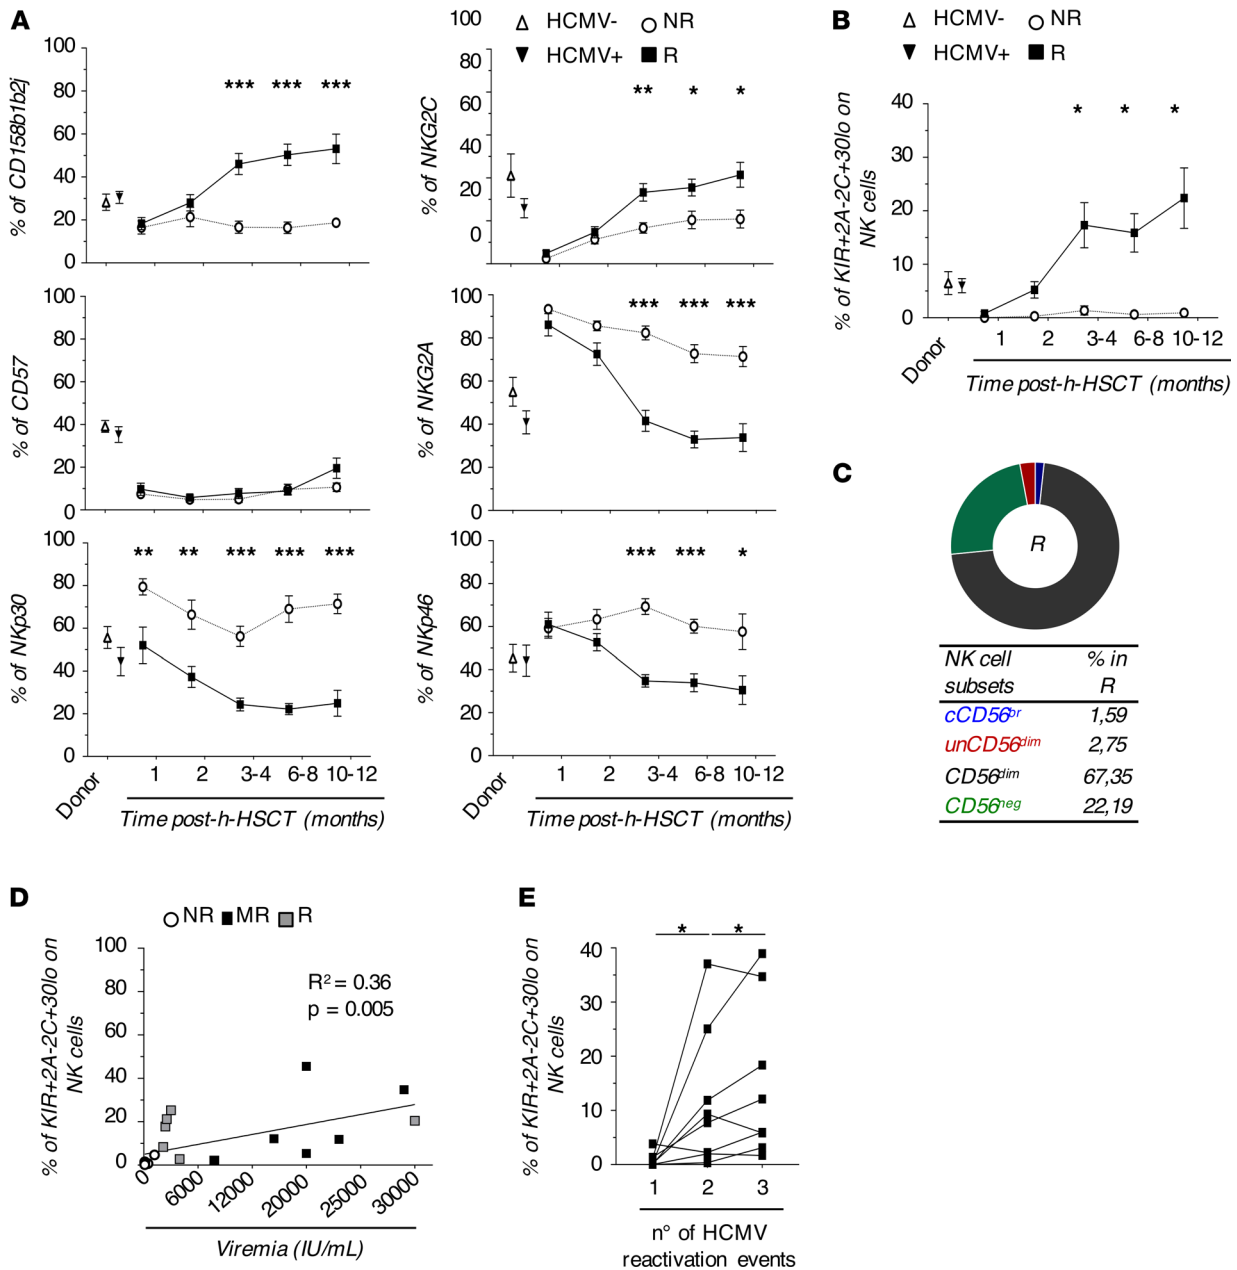 A
HCMV-
NR
HCMV+
R
% of CD158b1b2j
100
80
60
40
20
0
***
***
***
% of NKG2C
100
80
60
40
20
0
**
*
*
% of CD57
100
80
60
40
20
0
% of NKG2A
100
80
60
40
20
0
***
***
***
% of NKp30
100
80
60
40
20
0
**
**
***
***
***
Donor
1
2
3-4
6-8
10-12
Time post-h-HSCT (months)
% of NKp46
100
80
60
40
20
0
***
***
*
Donor
1
2
3-4
6-8
10-12
Time post-h-HSCT (months)
B
HCMV-
NR
HCMV+
R
% of KIR+2A-2C+30lo on
NK cells
40
30
20
10
0
*
*
*
Donor
1
2
3-4
6-8
10-12
Time post-h-HSCT (months)
C
R
NK cell % in
subsets R
cCD56br 1,59
unCD56dim 2,75
CD56dim 67,35
CD56neg 22,19
D
NR MR R
% of KIR+2A-2C+30lo on
NK cells
100
80
60
40
20
0
R2 = 0.36
p = 0.005
0
6000
12000
20000
25000
30000
Viremia (IU/mL)
E
% of KIR+2A-2C+30lo on
NK cells
40
30
20
10
0
*
*
1
2
3
n° of HCMV
reactivation events